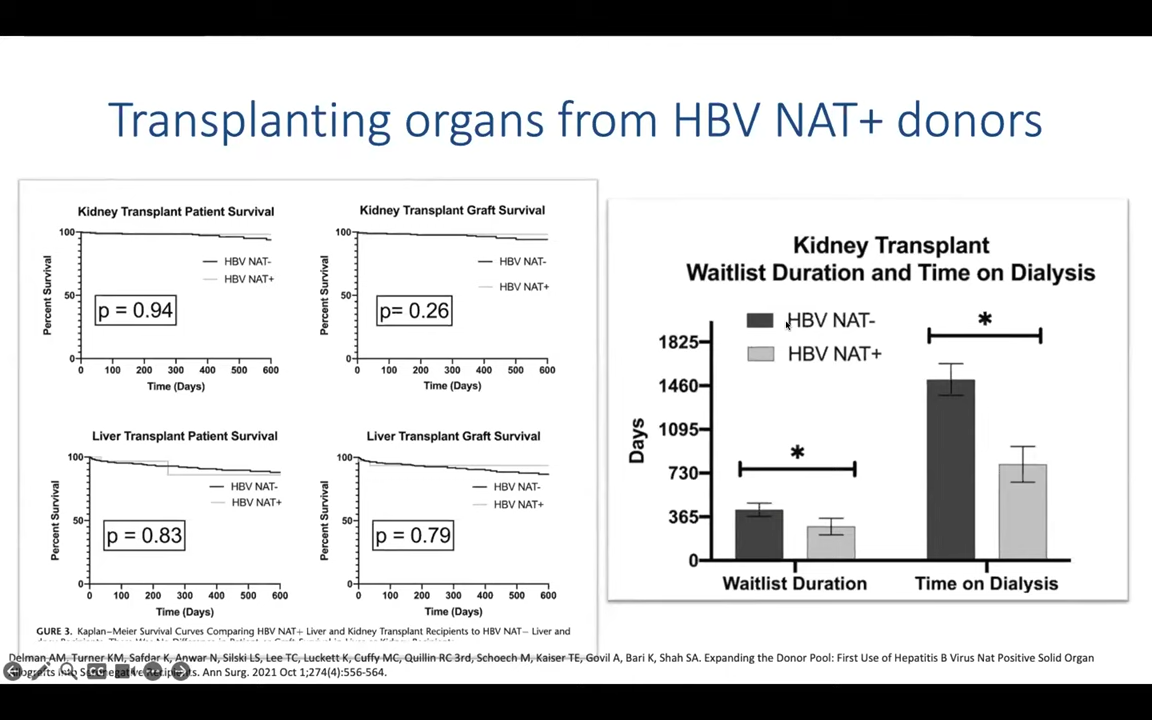 Transplanting organs from HBV NAT+ donors
Kidney Transplant Patient Survival
100
50
0
Percent Survival
HBV NAT-
HBV NAT+
p = 0.94
0 100 200 300 400 500 600
Time (Days)
Kidney Transplant Graft Survival
100
50
0
Percent Survival
HBV NAT-
HBV NAT+
p= 0.26
0 100 200 300 400 500 600
Time (Days)
Liver Transplant Patient Survival
100
50
0
Percent Survival
HBV NAT-
HBV NAT+
p = 0.83
0 100 200 300 400 500 600
Time (Days)
Liver Transplant Graft Survival
100
50
0
Percent Survival
HBV NAT-
HBV NAT+
p = 0.79
0 100 200 300 400 500 600
Time (Days)
GURE 3. Kaplan–Meier Survival Curves Comparing HBV NAT+ Liver and Kidney Transplant Recipients to HBV NAT− Liver and
Kidney Transplant
Waitlist Duration and Time on Dialysis
HBV NAT-
HBV NAT+
*
*
Days
1825
1460
1095
730
365
0
Waitlist Duration
Time on Dialysis
Delman AM, Turner KM, Safdar K, Anwar N, Silski LS, Lee TC, Luckett K, Cuffy MC, Quillin RC 3rd, Schoech M, Kaiser TE, Govil A, Bari K, Shah SA. Expanding the Donor Pool: First Use of Hepatitis B Virus Nat Positive Solid Organ
Ann Surg. 2021 Oct 1;274(4):556-564.